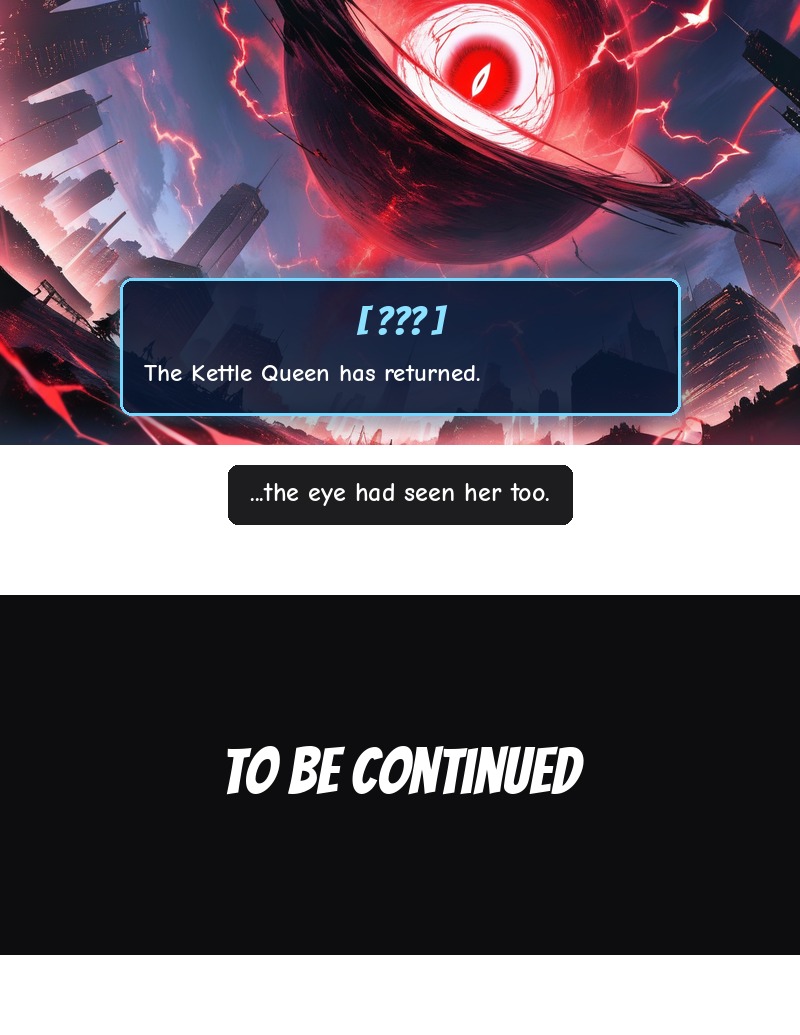 [ ??? ]
The Kettle Queen has returned.
...the eye had seen her too.
TO BE CONTINUED